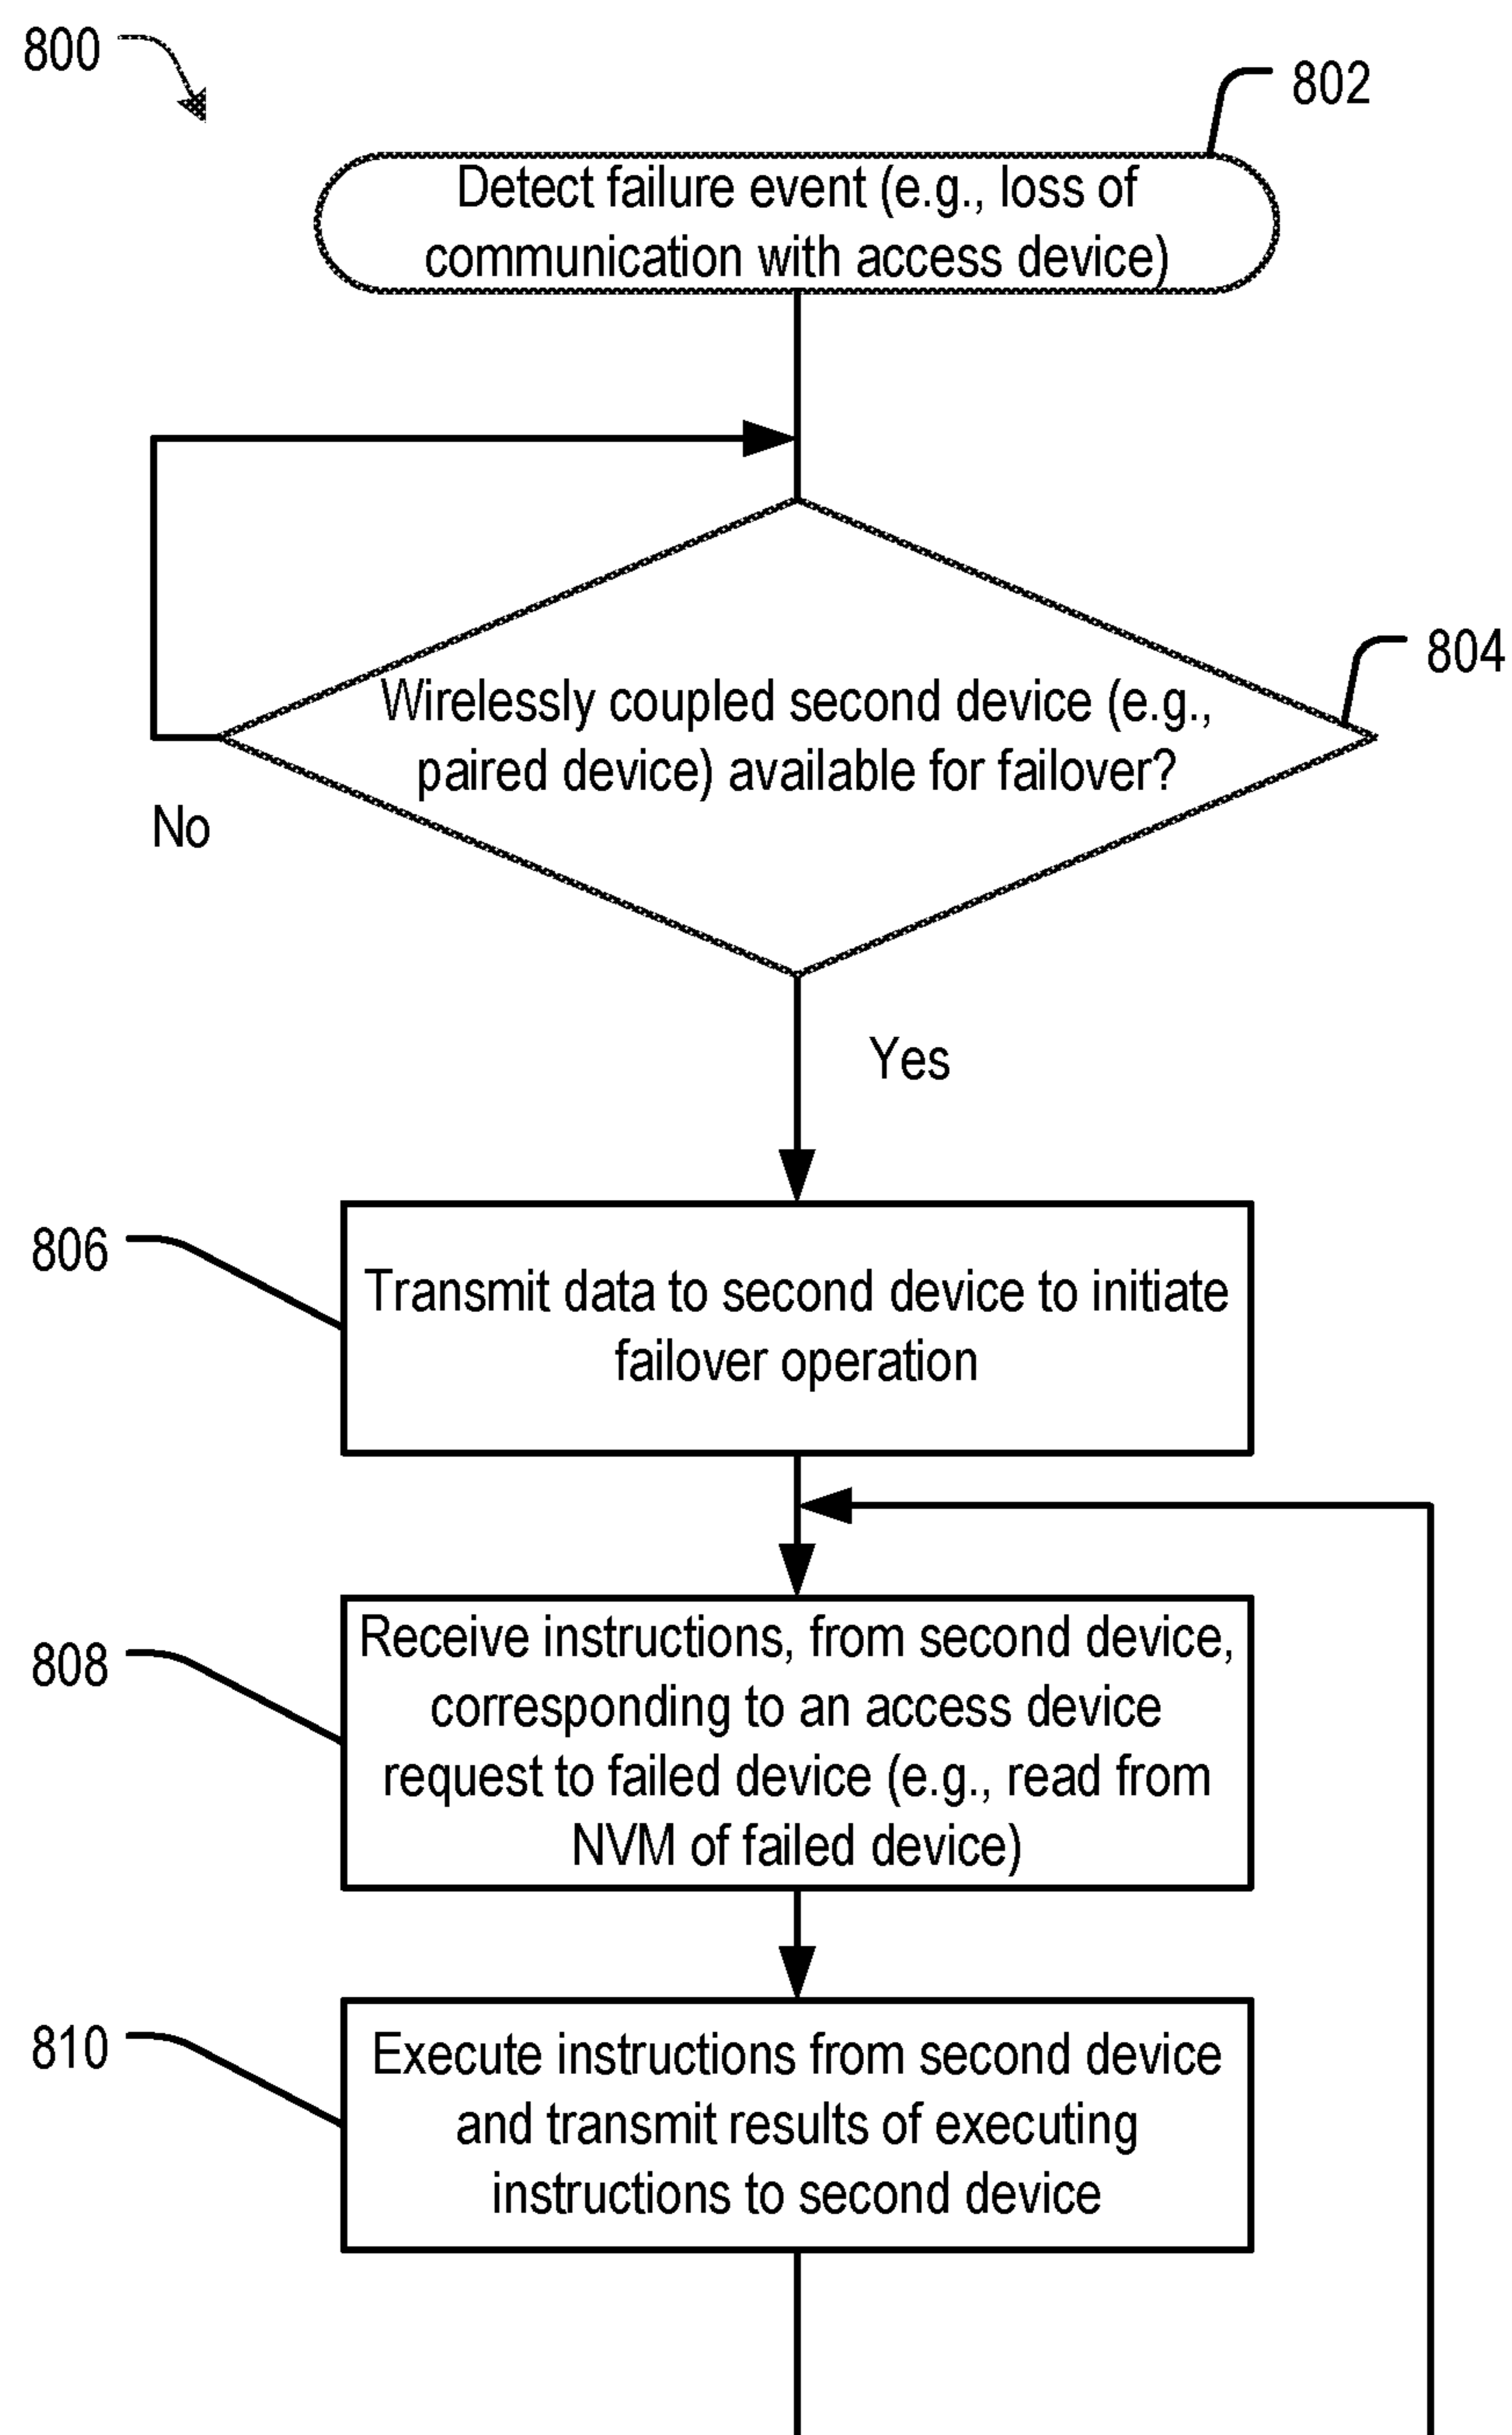 800
802
Detect failure event (e.g., loss of
communication with access device)
804
Wirelessly coupled second device (e.g.,
paired device) available for failover?
No
Yes
806
Transmit data to second device to initiate
failover operation
808
Receive instructions, from second device,
corresponding to an access device
request to failed device (e.g., read from
NVM of failed device)
810
Execute instructions from second device
and transmit results of executing
instructions to second device